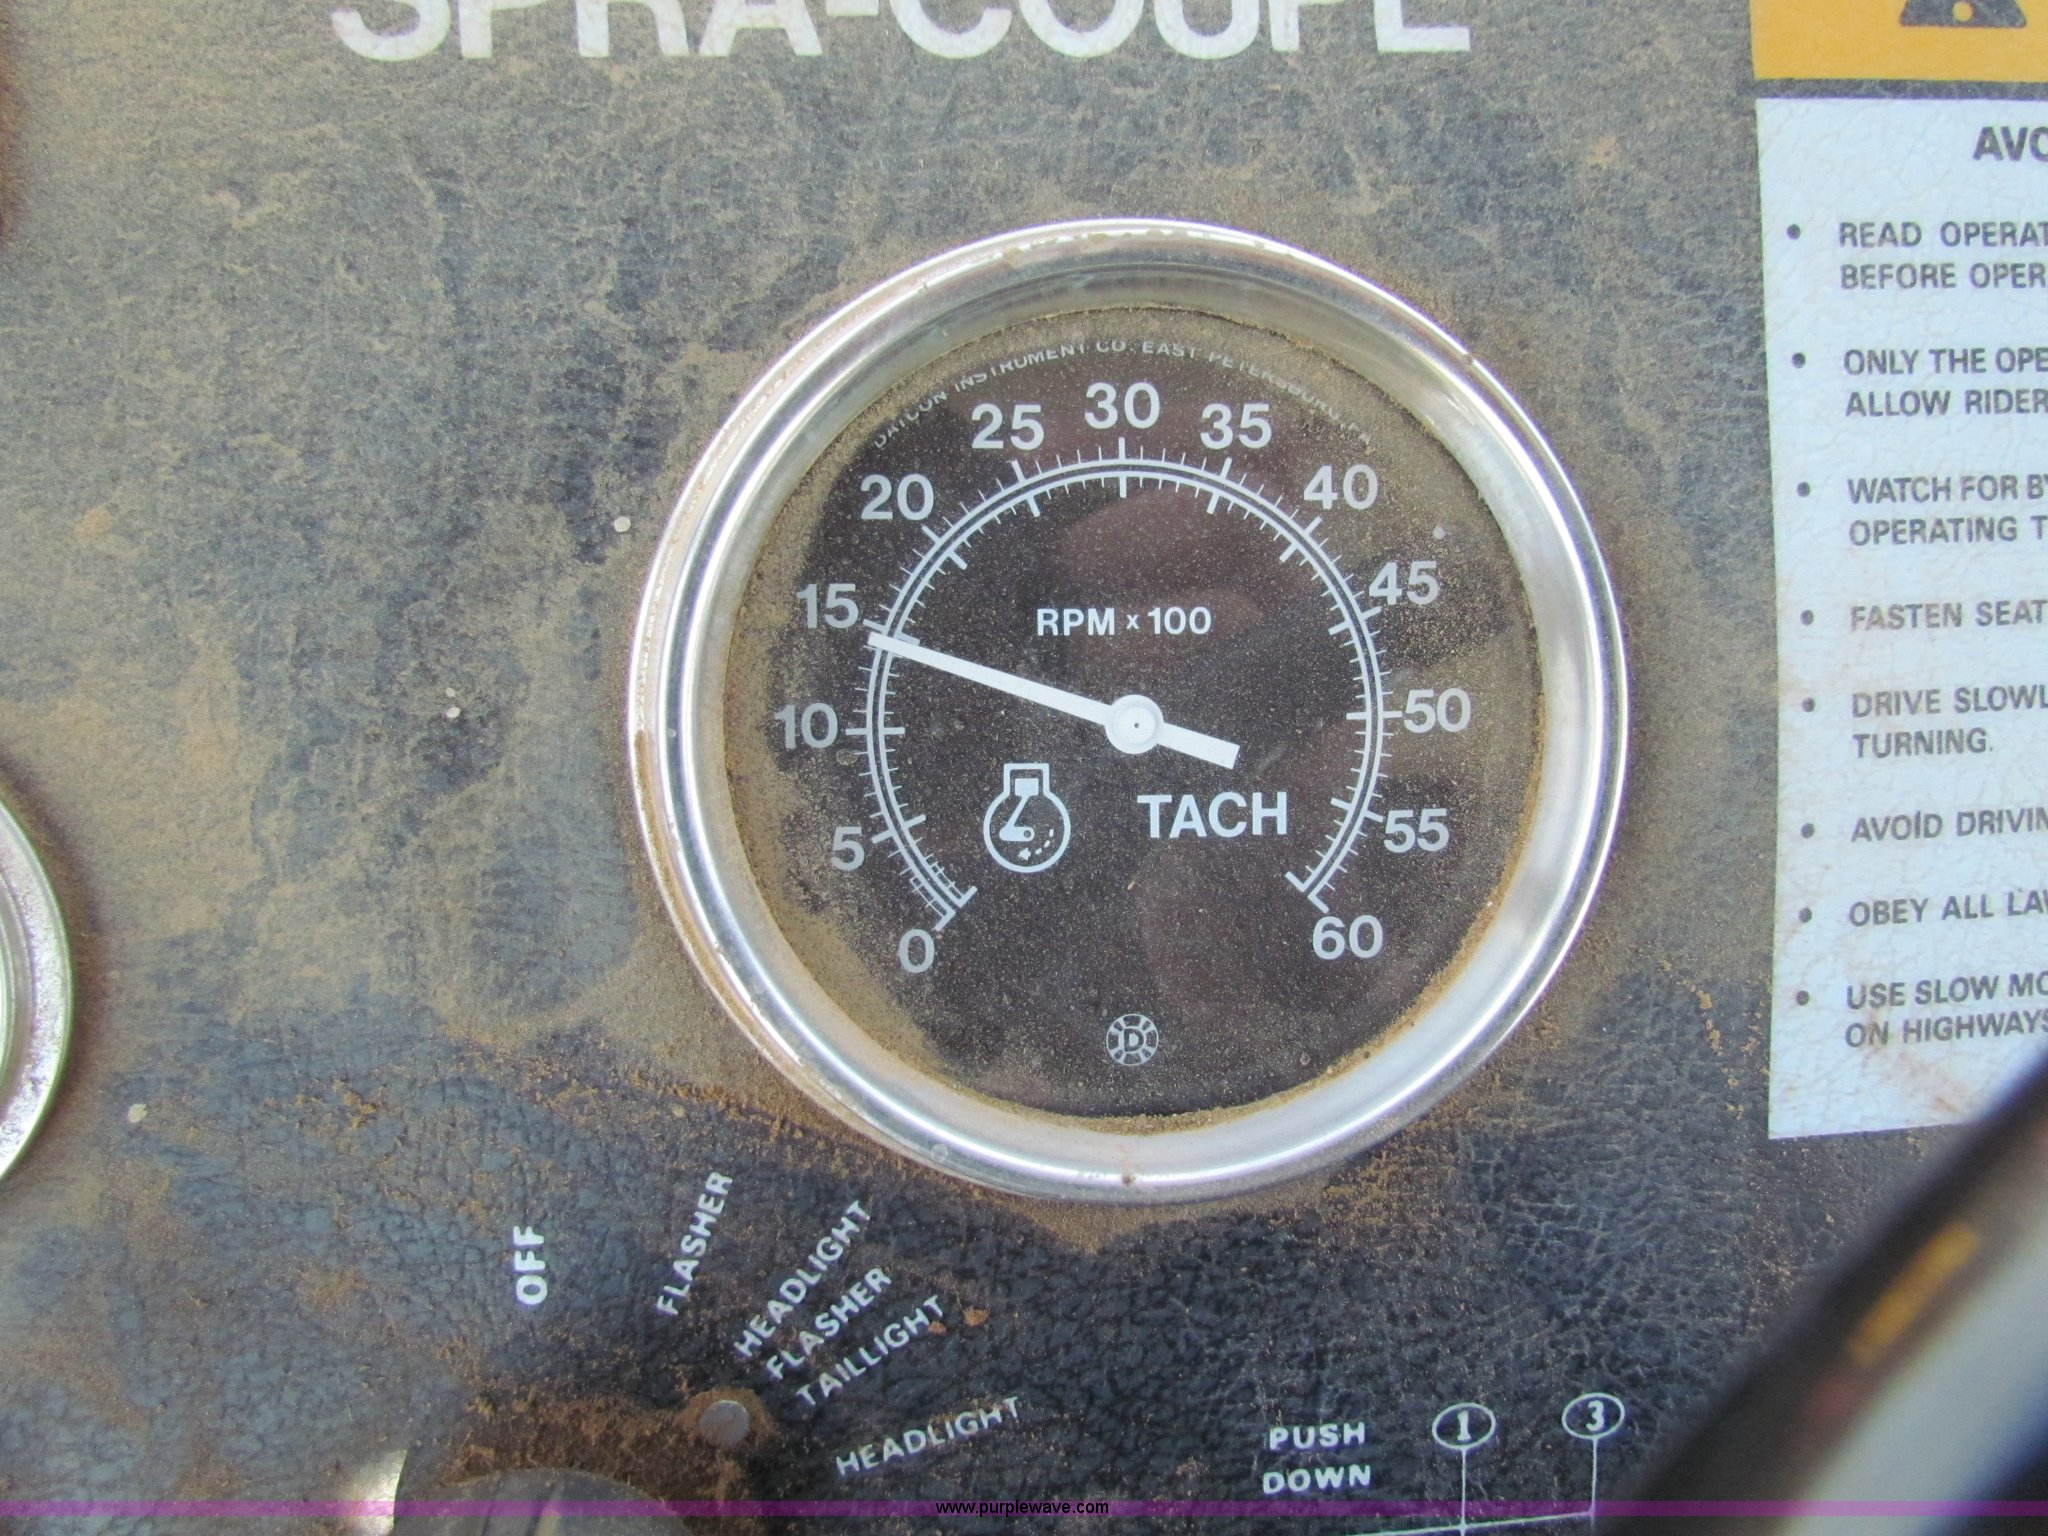 SPRA-COUPE
DATCON INSTRUMENT CO. EAST PETERSBURG, PA
0
5
10
15
20
25
30
35
40
45
50
55
60
RPM x 100
TACH
D
READ OPERAT
BEFORE OPER
ONLY THE OPE
ALLOW RIDER
WATCH FOR BY
OPERATING T
FASTEN SEAT
DRIVE SLOWL
TURNING.
AVOID DRIVIN
OBEY ALL LAW
USE SLOW MO
ON HIGHWAYS
OFF
FLASHER
HEADLIGHT
FLASHER
TAILLIGHT
HEADLIGHT
PUSH
DOWN
1
3
www.purplewave.com